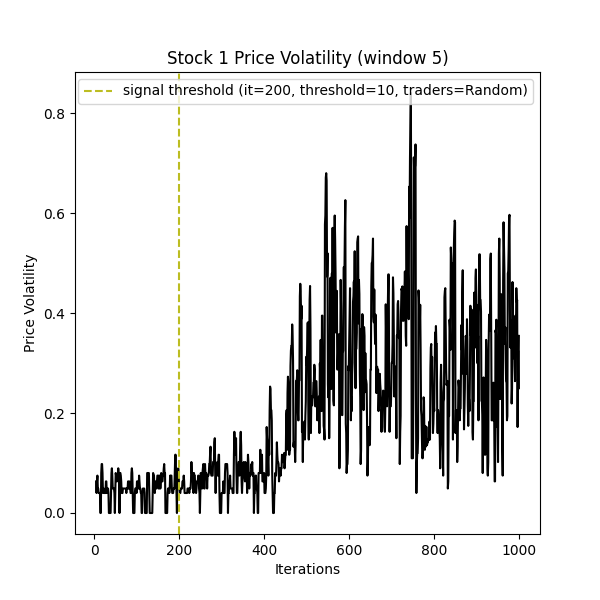 Stock 1 Price Volatility (window 5)
signal threshold (it=200, threshold=10, traders=Random)
Price Volatility
0.8
0.6
0.4
0.2
0.0
0 200 400 600 800 1000
Iterations